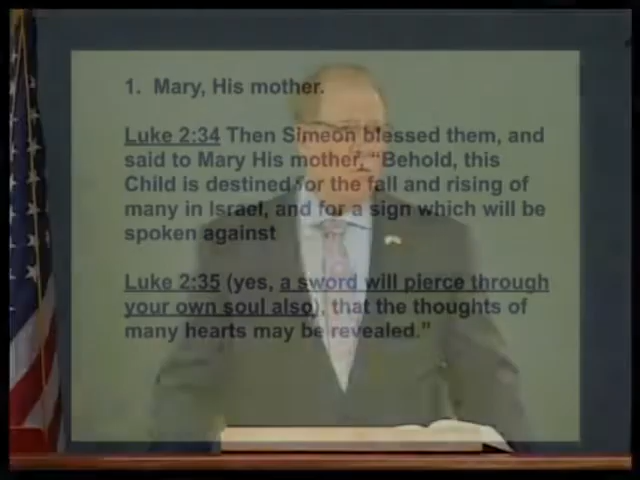 1. Mary, His mother.
Luke 2:34 Then Simeon blessed them, and
said to Mary His mother, “Behold, this
Child is destined for the fall and rising of
many in Israel, and for a sign which will be
spoken against
Luke 2:35 (yes, a sword will pierce through
your own soul also), that the thoughts of
many hearts may be revealed.”